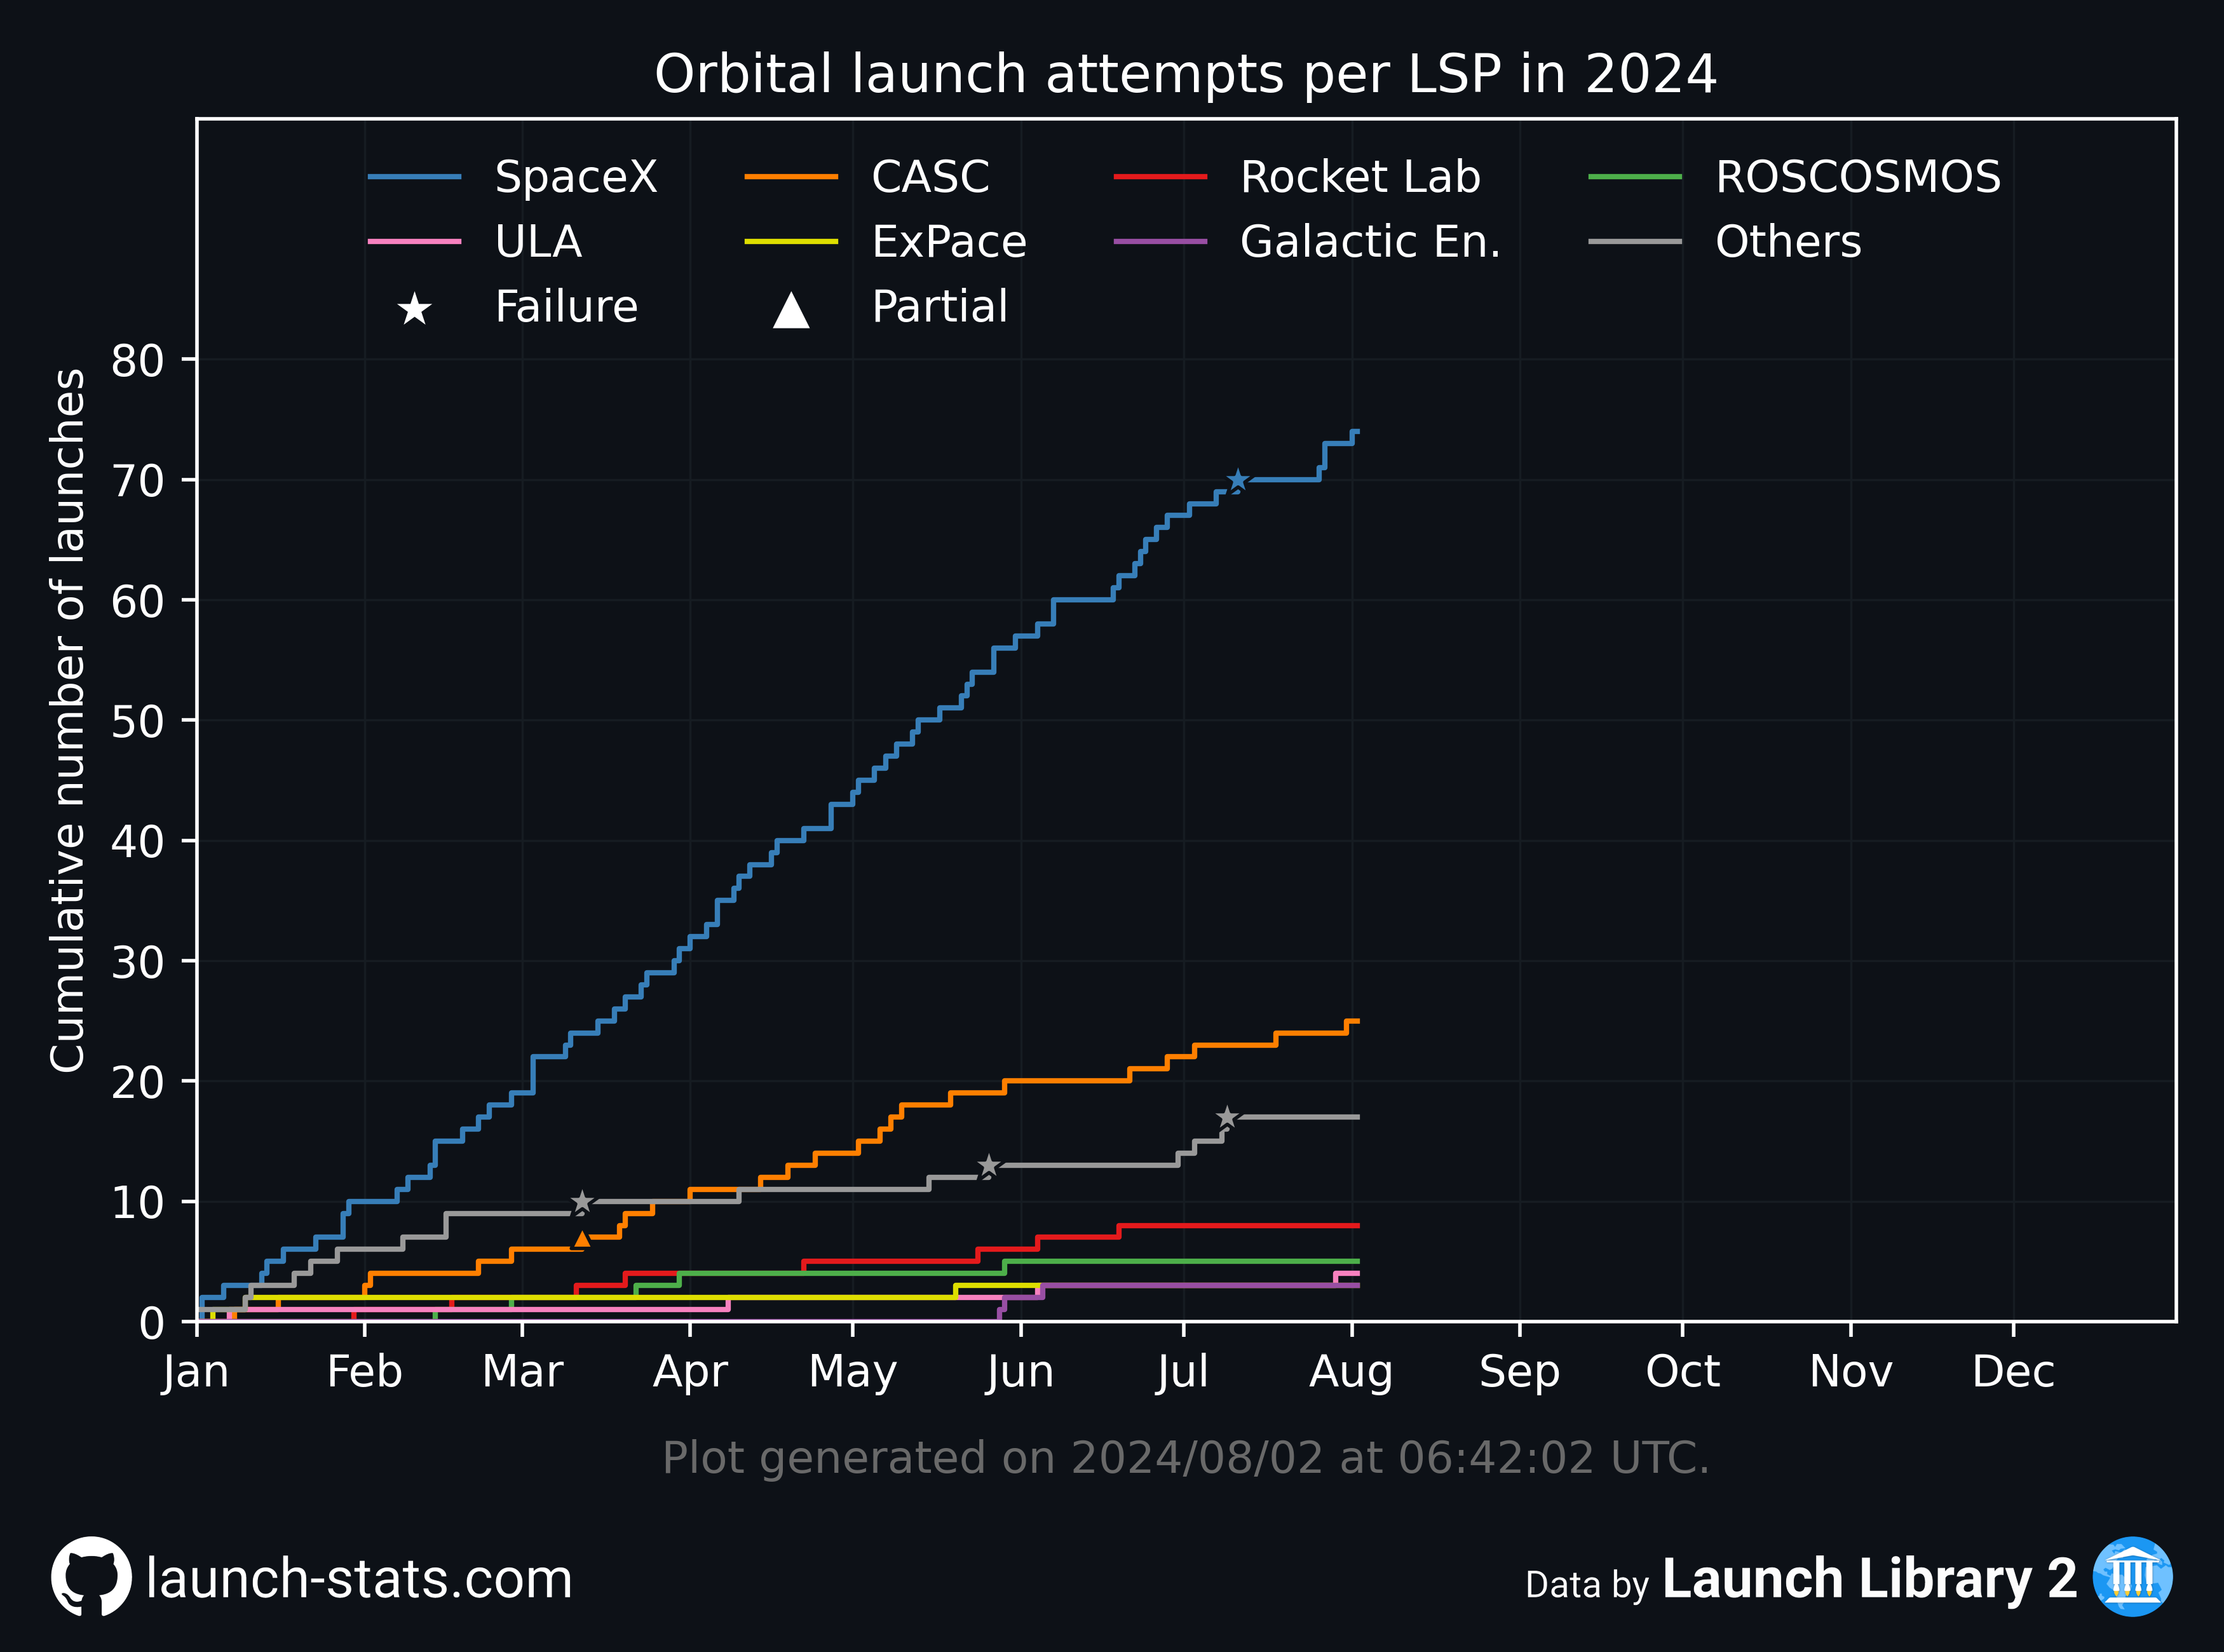 Orbital launch attempts per LSP in 2024
SpaceX CASC Rocket Lab ROSCOSMOS
ULA ExPace Galactic En. Others
Failure Partial
Cumulative number of launches
80
70
60
50
40
30
20
10
0
Jan Feb Mar Apr May Jun Jul Aug Sep Oct Nov Dec
Plot generated on 2024/08/02 at 06:42:02 UTC.
launch-stats.com
Data by Launch Library 2